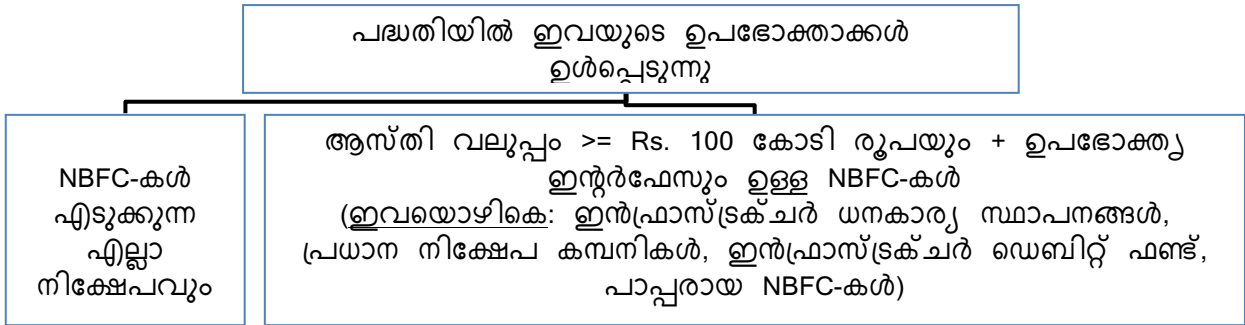 പദ്ധതിയിൽ ഇവയുടെ ഉപഭോക്താക്കൾ
ഉൾപ്പെടുന്നു
NBFC-കൾ
എടുക്കുന്ന
എല്ലാ
നിക്ഷേപവും
ആസ്തി വലുപ്പം >= Rs. 100 കോടി രൂപയും + ഉപഭോക്തൃ
ഇന്റർഫേസും ഉള്ള NBFC-കൾ
(ഇവയൊഴികെ: ഇൻഫ്രാസ്ട്രക്ചർ ധനകാര്യ സ്ഥാപനങ്ങൾ,
പ്രധാന നിക്ഷേപ കമ്പനികൾ, ഇൻഫ്രാസ്ട്രക്ചർ ഡെബിറ്റ് ഫണ്ട്,
പാപ്പരായ NBFC-കൾ)